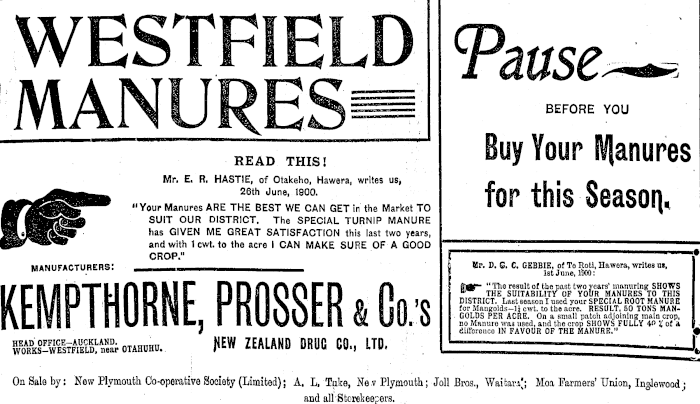 WESTFIELD
MANURES
READ THIS!
Mr. E. R. HASTIE, of Otakeho, Hawera, writes us,
26th June, 1900.
"Your Manures ARE THE BEST WE CAN GET in the Market TO
SUIT OUR DISTRICT. The SPECIAL TURNIP MANURE
has GIVEN ME GREAT SATISFACTION this last two years,
and with 1 cwt. to the acre I CAN MAKE SURE OF A GOOD
CROP."
MANUFACTURERS:
KEMPTHORNE, PROSSER & Co.'s
HEAD OFFICE—AUCKLAND.
WORKS—WESTFIELD, near OTAHUHU.
NEW ZEALAND DRUG CO., LTD.
Pause
BEFORE YOU
Buy Your Manures
for this Season.
Mr. D. G. C. GEBBIE, of Te Roti, Hawera, writes us,
1st June, 1900:
"The result of the past two years' manuring SHOWS
THE SUITABILITY OF YOUR MANURES TO THIS
DISTRICT. Last season I used your SPECIAL ROOT MANURE
for Mangolds—1½ cwt. to the acre. RESULT, 50 TONS MAN-
GOLDS PER ACRE. On a small patch adjoining main crop,
no Manure was used, and the crop SHOWS FULLY 40 % of a
difference IN FAVOUR OF THE MANURE."
On Sale by: New Plymouth Co-operative Society (Limited); A. L. Tuke, New Plymouth; Joll Bros., Waitara; Moa Farmers' Union, Inglewood;
and all Storekeepers.